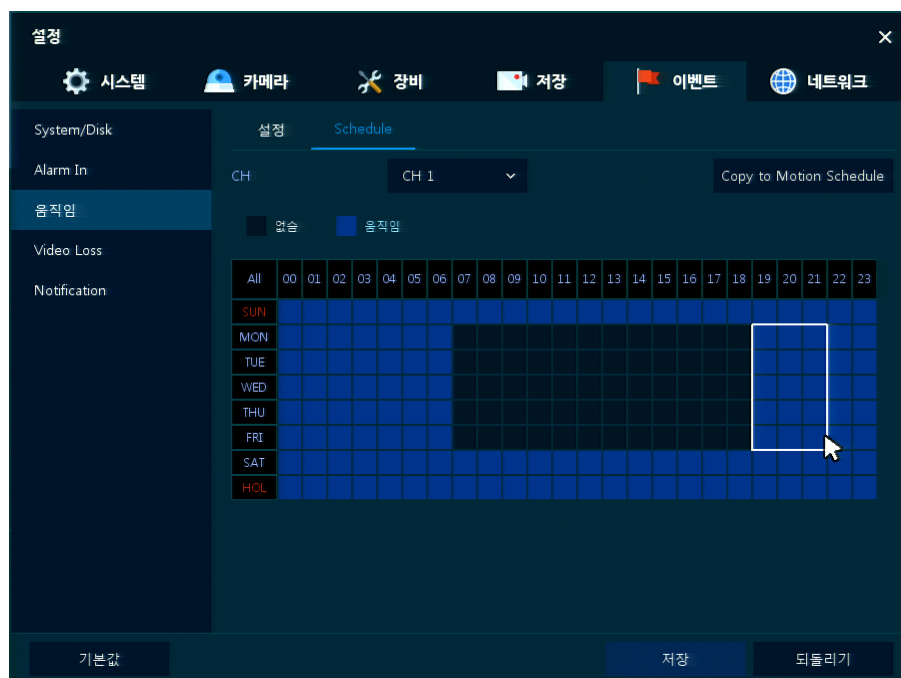 설정
시스템 카메라 장비 저장 이벤트 네트워크
System/Disk
Alarm In
움직임
Video Loss
Notification
설정 Schedule
CH CH 1 Copy to Motion Schedule
없슴 움직임
All 00 01 02 03 04 05 06 07 08 09 10 11 12 13 14 15 16 17 18 19 20 21 22 23
SUN
MON
TUE
WED
THU
FRI
SAT
HOL
기본값 저장 되돌리기